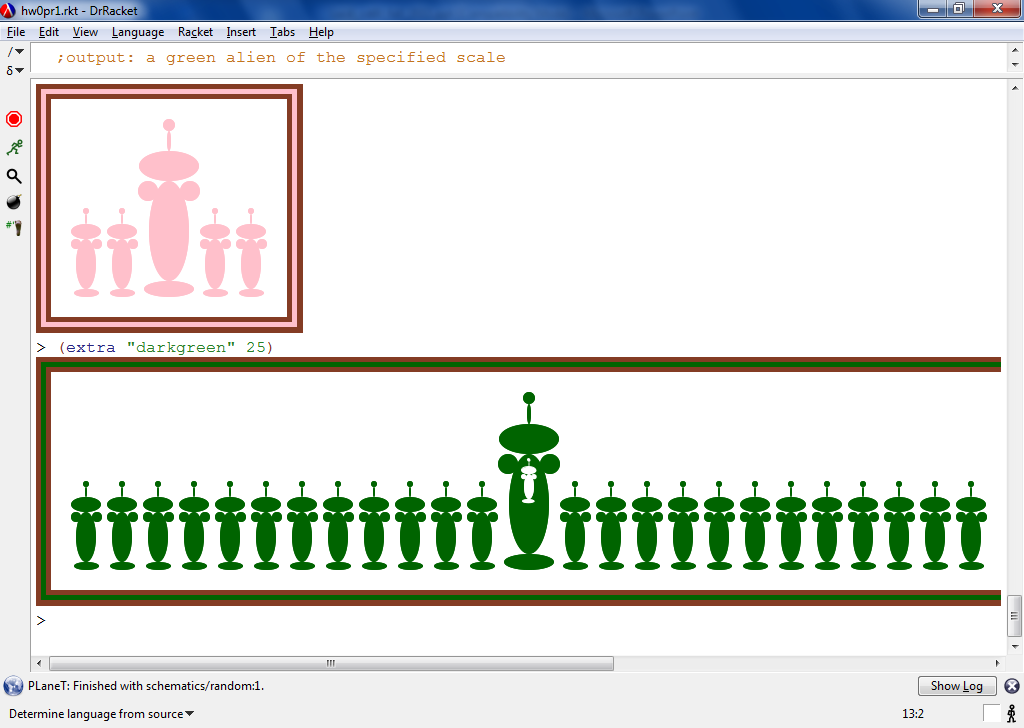 hw0pr1.rkt - DrRacket
File Edit View Language Racket Insert Tabs Help
;output: a green alien of the specified scale
> (extra "darkgreen" 25)
>
PLaneT: Finished with schematics/random:1.
Show Log
Determine language from source
13:2